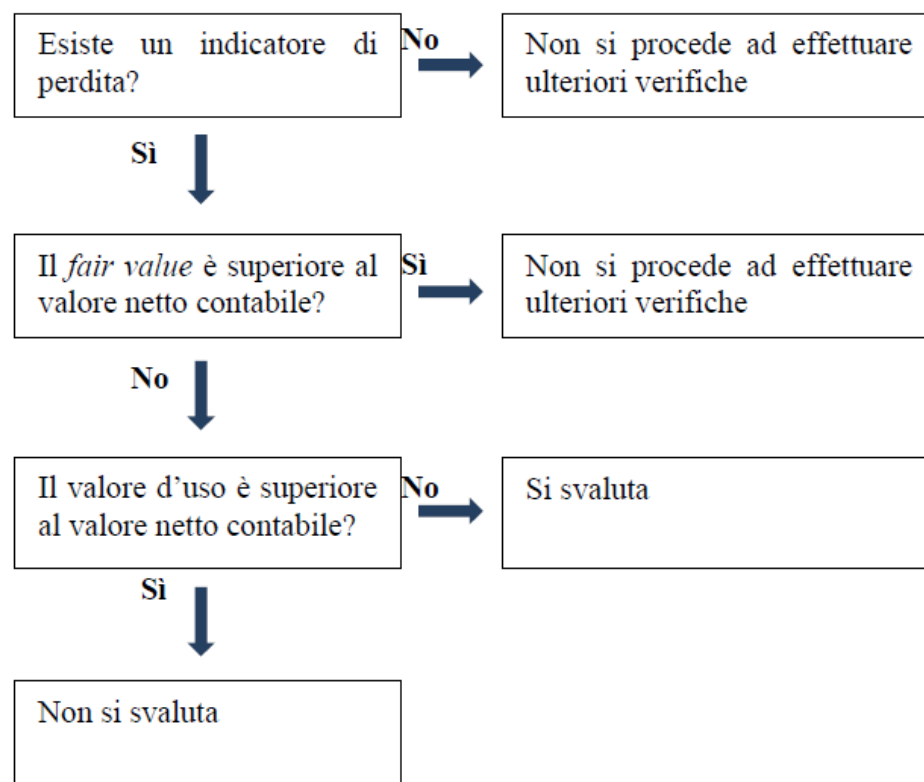 Esiste un indicatore di
perdita?
No
Non si procede ad effettuare
ulteriori verifiche
Sì
Il fair value è superiore al
valore netto contabile?
Sì
Non si procede ad effettuare
ulteriori verifiche
No
Il valore d'uso è superiore
al valore netto contabile?
No
Si svaluta
Sì
Non si svaluta